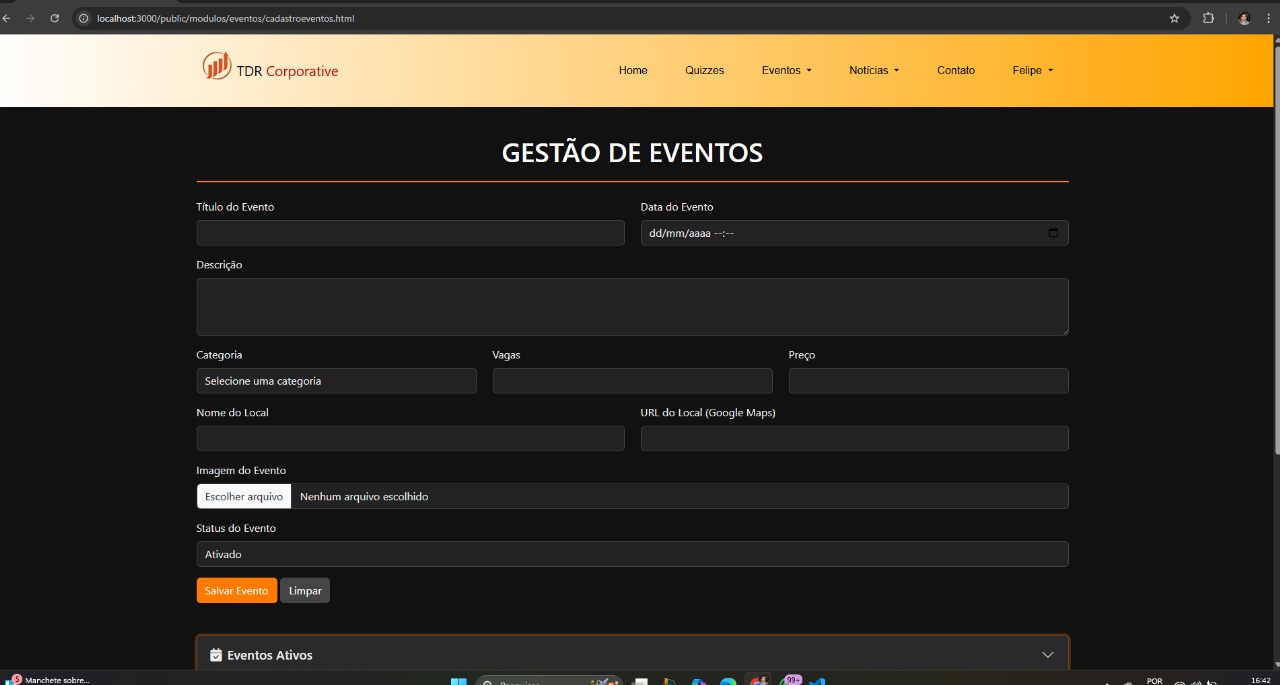 localhost:3000/public/modulos/eventos/cadastroeventos.html
TDR Corporative
Home Quizzes Eventos Notícias Contato Felipe
GESTÃO DE EVENTOS
Título do Evento Data do Evento
dd/mm/aaaa --:--
Descrição
Categoria Vagas Preço
Selecione uma categoria
Nome do Local URL do Local (Google Maps)
Imagem do Evento
Escolher arquivo Nenhum arquivo escolhido
Status do Evento
Ativado
Salvar Evento Limpar
Eventos Ativos
5 Manchete sobre... 99+ POR 16:42